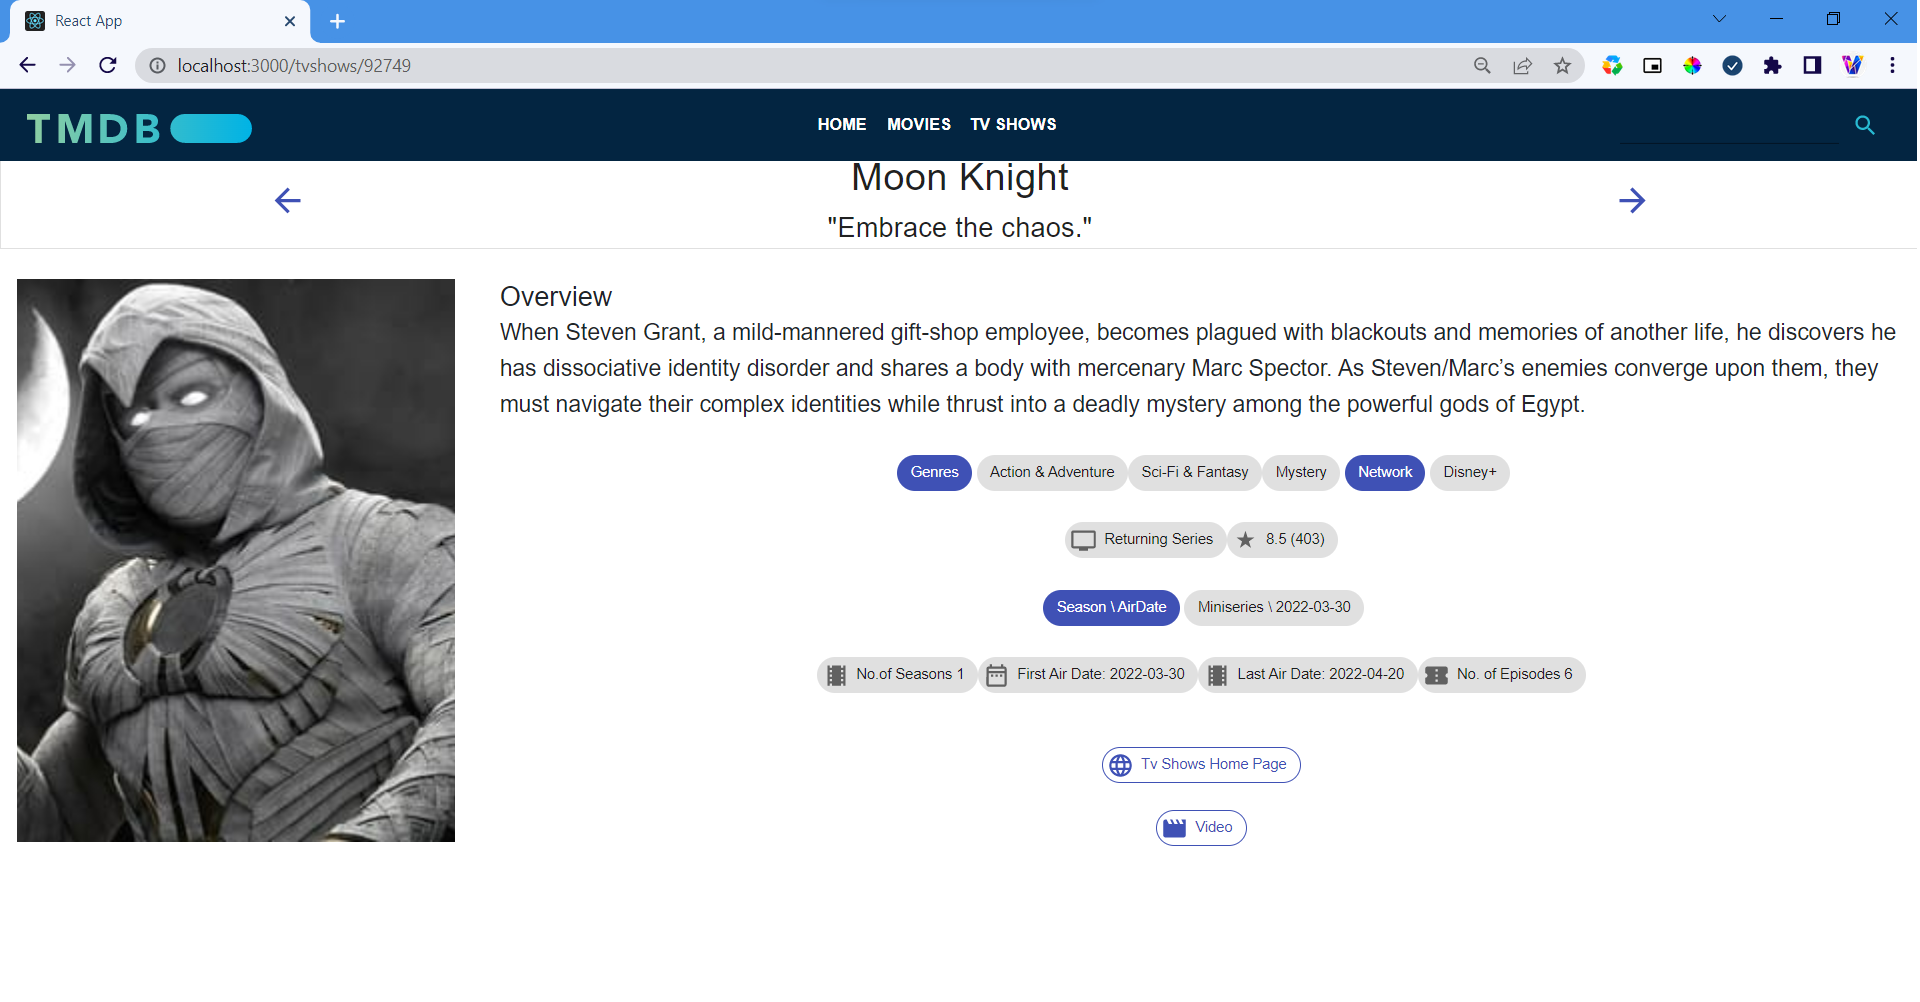 React App
localhost:3000/tvshows/92749
TMDB
HOME MOVIES TV SHOWS
Moon Knight
"Embrace the chaos."
Overview
When Steven Grant, a mild-mannered gift-shop employee, becomes plagued with blackouts and memories of another life, he discovers he
has dissociative identity disorder and shares a body with mercenary Marc Spector. As Steven/Marc’s enemies converge upon them, they
must navigate their complex identities while thrust into a deadly mystery among the powerful gods of Egypt.
Genres Action & Adventure Sci-Fi & Fantasy Mystery Network Disney+
Returning Series 8.5 (403)
Season \ AirDate Miniseries \ 2022-03-30
No.of Seasons 1 First Air Date: 2022-03-30 Last Air Date: 2022-04-20 No. of Episodes 6
Tv Shows Home Page
Video